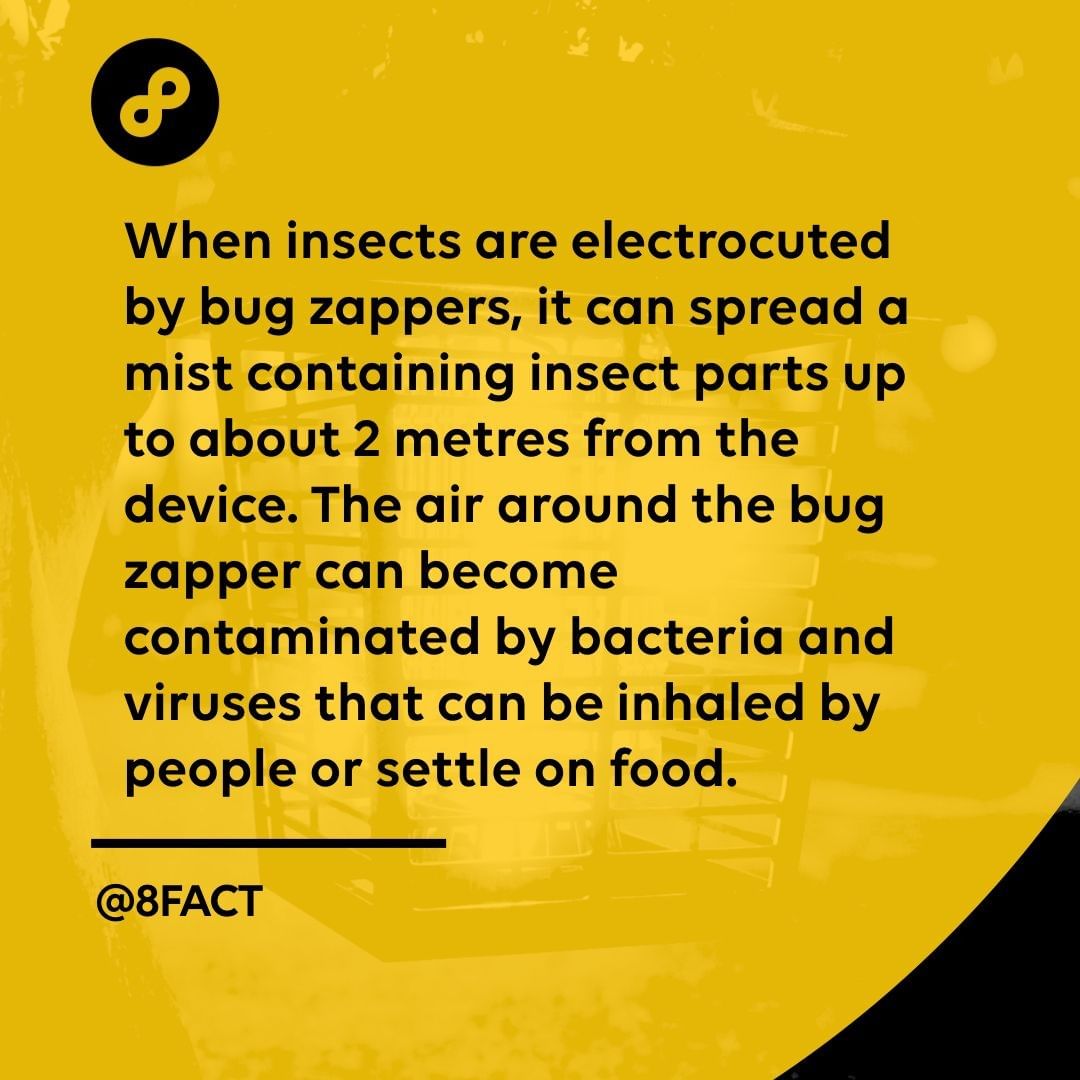 When insects are electrocuted
by bug zappers, it can spread a
mist containing insect parts up
to about 2 metres from the
device. The air around the bug
zapper can become
contaminated by bacteria and
viruses that can be inhaled by
people or settle on food.
@8FACT